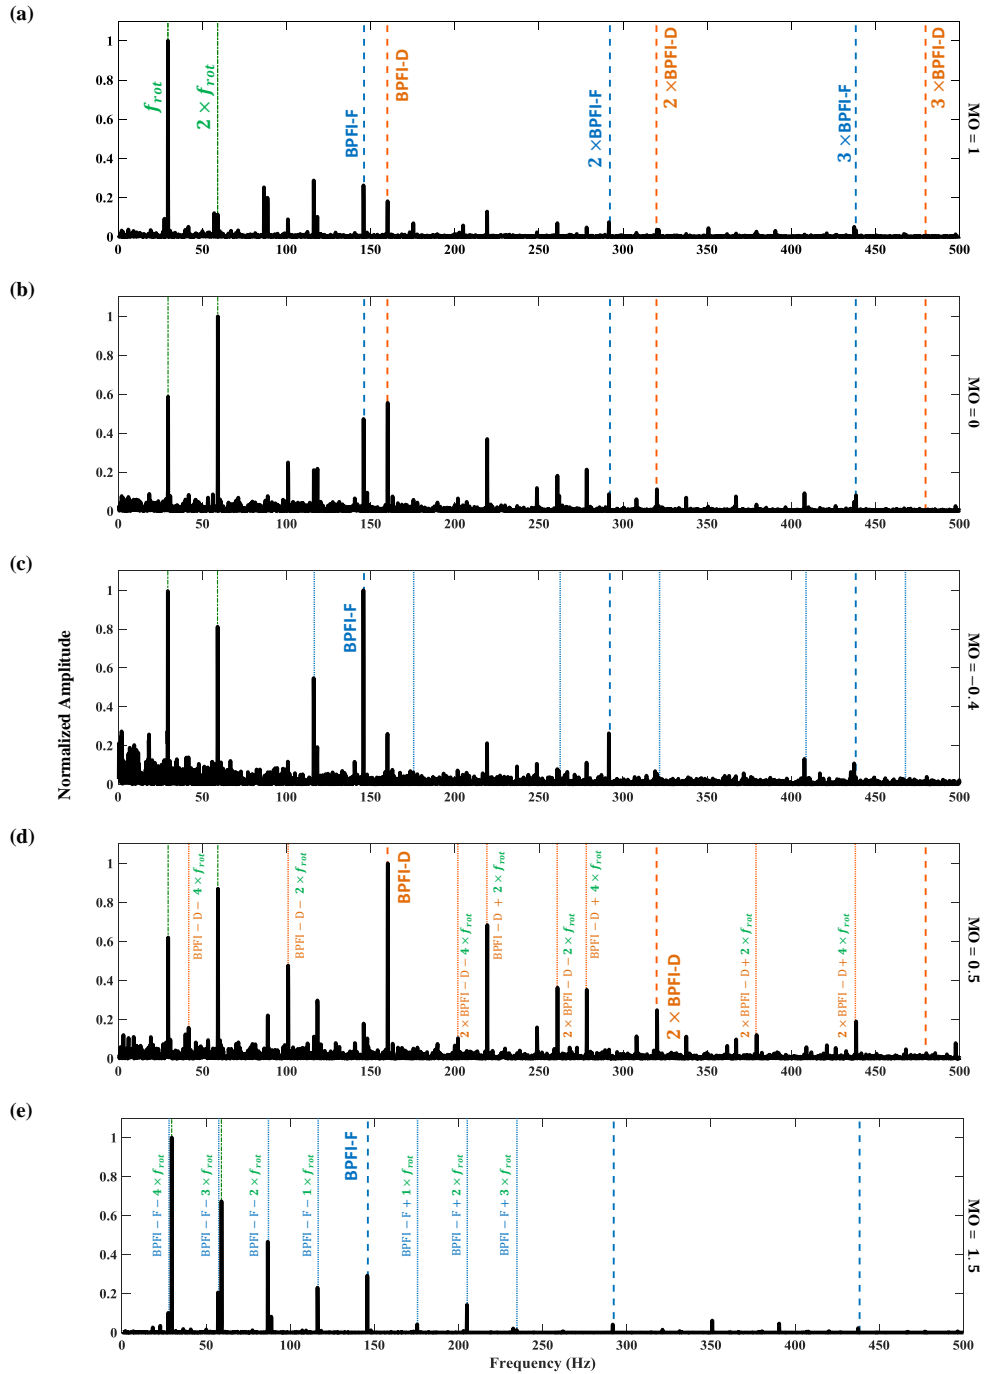 (a)
1
0.8
0.6
0.4
0.2
0
f_rot
2 × f_rot
BPFI-F
BPFI-D
2 ×BPFI-F
2 ×BPFI-D
3 ×BPFI-F
3 ×BPFI-D
MO = 1
0 50 100 150 200 250 300 350 400 450 500
(b)
1
0.8
0.6
0.4
0.2
0
MO = 0
0 50 100 150 200 250 300 350 400 450 500
(c)
1
0.8
0.6
0.4
0.2
0
BPFI-F
MO = −0.4
0 50 100 150 200 250 300 350 400 450 500
Normalized Amplitude
(d)
1
0.8
0.6
0.4
0.2
0
BPFI − D − 4 × f_rot
BPFI − D − 2 × f_rot
BPFI-D
2 × BPFI − D − 4 × f_rot
BPFI − D + 2 × f_rot
2 × BPFI − D − 2 × f_rot
BPFI − D + 4 × f_rot
2 × BPFI-D
2 × BPFI − D + 2 × f_rot
2 × BPFI − D + 4 × f_rot
MO = 0.5
0 50 100 150 200 250 300 350 400 450 500
(e)
1
0.8
0.6
0.4
0.2
0
BPFI − F − 4 × f_rot
BPFI − F − 3 × f_rot
BPFI − F − 2 × f_rot
BPFI − F − 1 × f_rot
BPFI-F
BPFI − F + 1 × f_rot
BPFI − F + 2 × f_rot
BPFI − F + 3 × f_rot
MO = 1.5
0 50 100 150 200 250 300 350 400 450 500
Frequency (Hz)